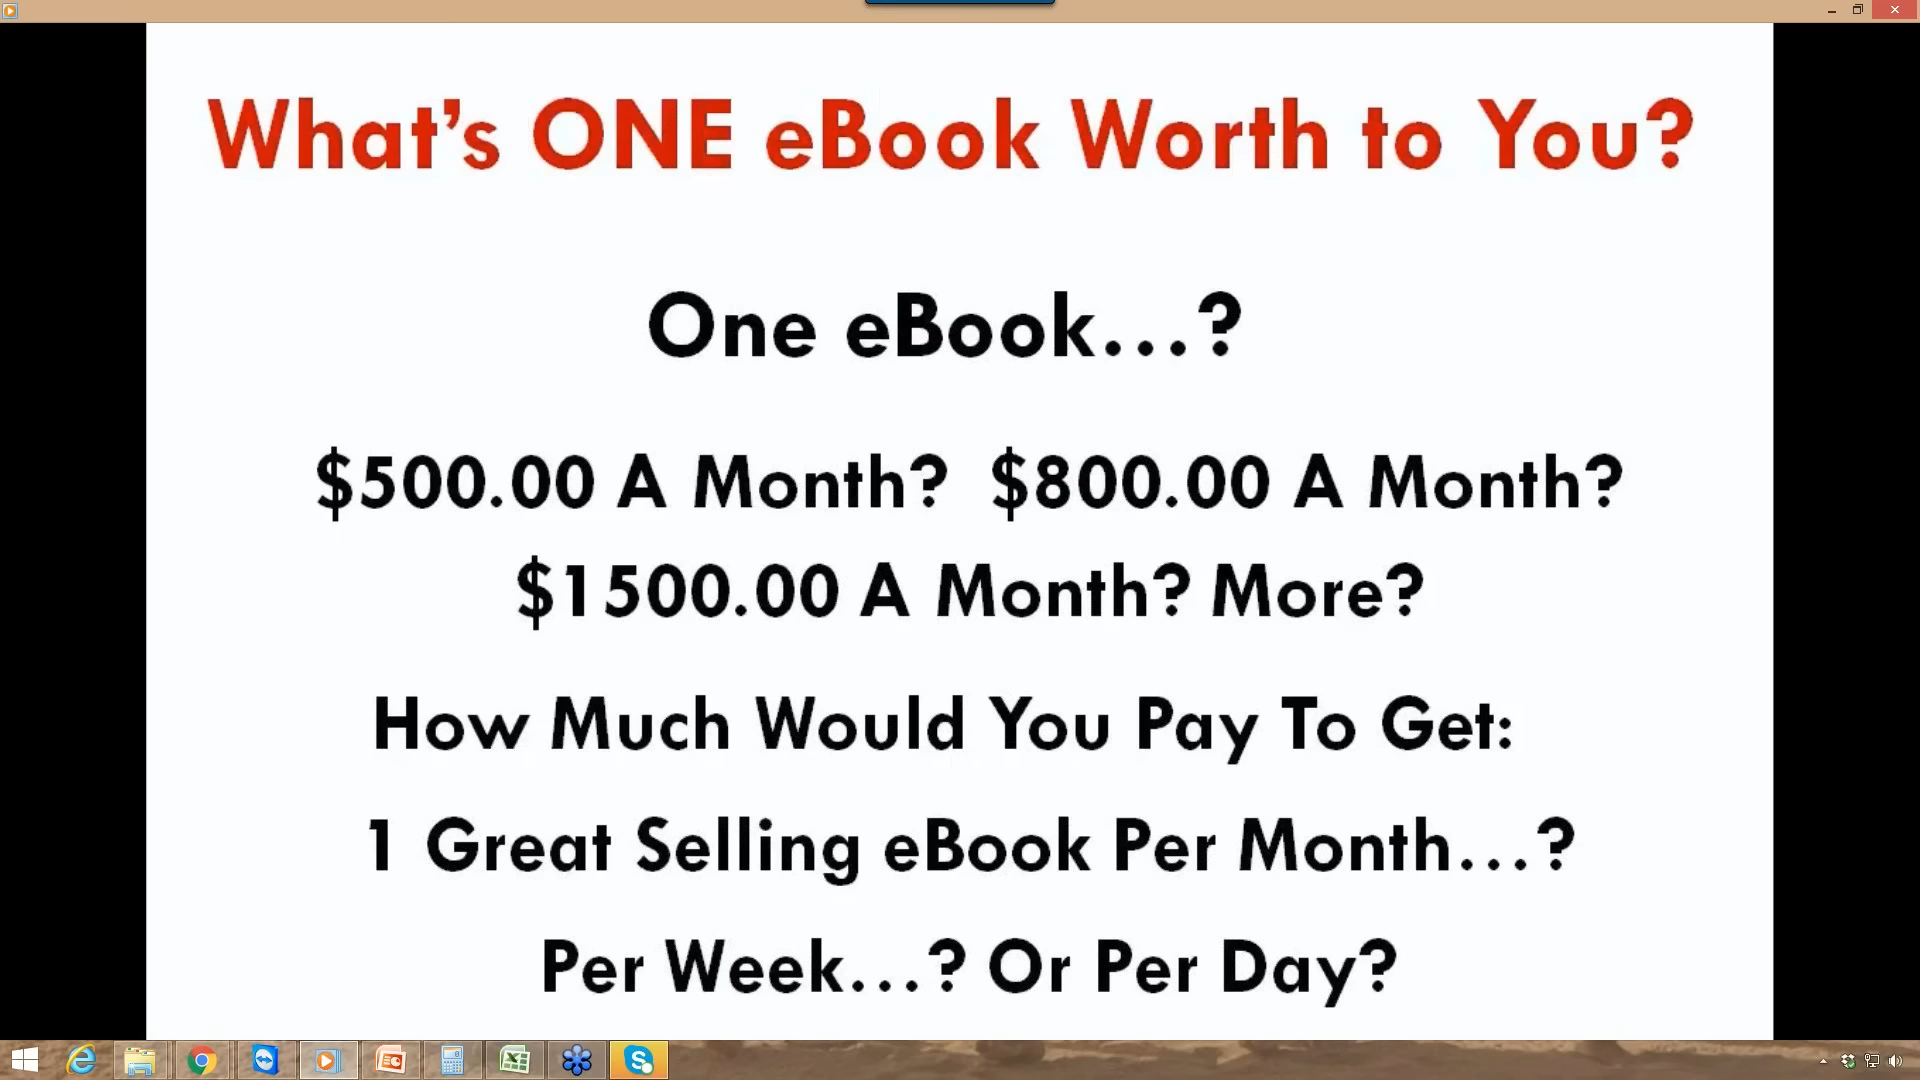 What's ONE eBook Worth to You?
One eBook...?
$500.00 A Month? $800.00 A Month?
$1500.00 A Month? More?
How Much Would You Pay To Get:
1 Great Selling eBook Per Month...?
Per Week...? Or Per Day?